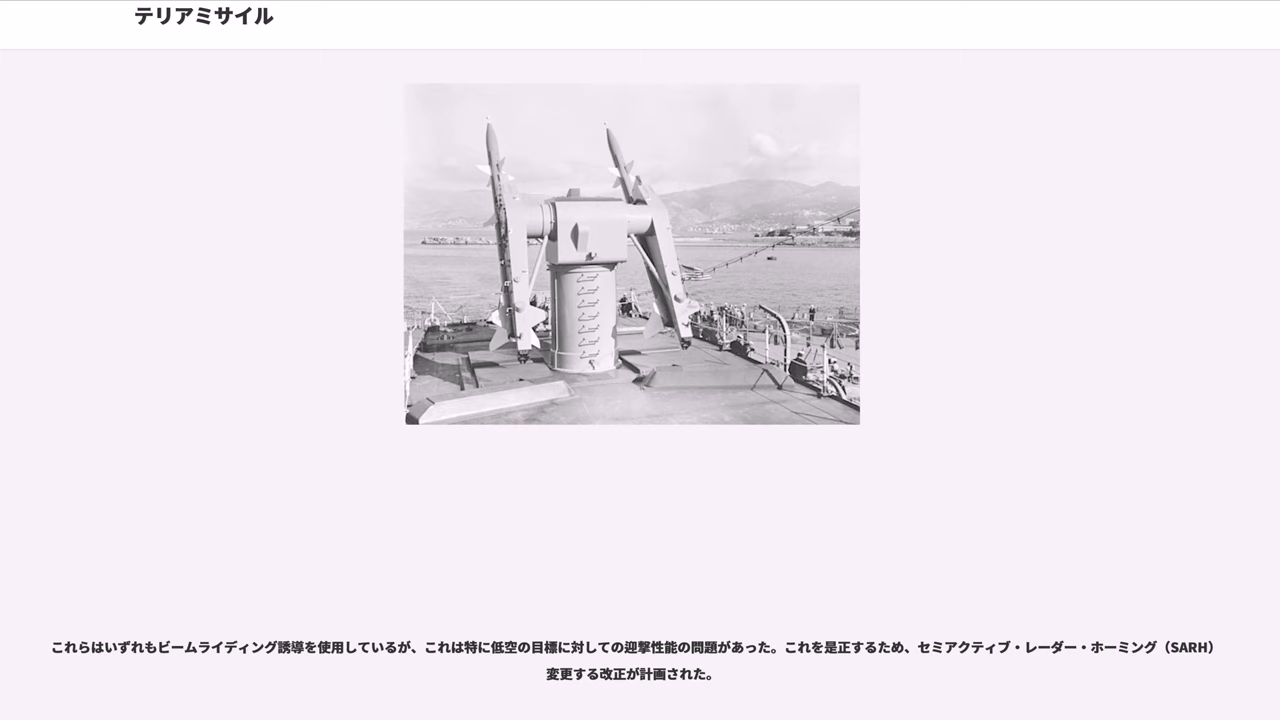 テリアミサイル
これらはいずれもビームライディング誘導を使用しているが、これは特に低空の目標に対しての迎撃性能の問題があった。これを是正するため、セミアクティブ・レーダー・ホーミング（SARH）
変更する改正が計画された。